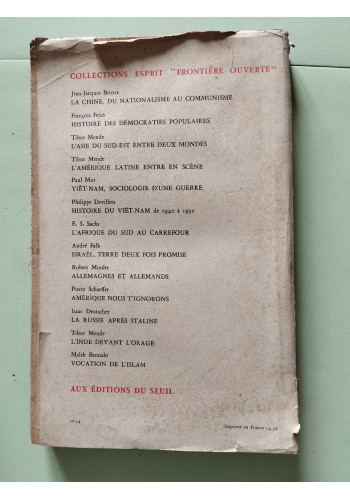 COLLECTIONS ESPRIT "FRONTIÈRE OUVERTE"
Jean-Jacques Brieux
LA CHINE, DU NATIONALISME AU COMMUNISME
François Fejtö
HISTOIRE DES DÉMOCRATIES POPULAIRES
Tibor Mende
L'ASIE DU SUD-EST ENTRE DEUX MONDES
Tibor Mende
L'AMÉRIQUE LATINE ENTRE EN SCÈNE
Paul Mus
VIÊT-NAM, SOCIOLOGIE D'UNE GUERRE
Philippe Devillers
HISTOIRE DU VIÊT-NAM de 1940 à 1952
E. S. Sachs
L'AFRIQUE DU SUD AU CARREFOUR
André Falk
ISRAËL, TERRE DEUX FOIS PROMISE
Robert Minder
ALLEMAGNES ET ALLEMANDS
Pierre Schaeffer
AMÉRIQUE NOUS T'IGNORONS
Isaac Deutscher
LA RUSSIE APRÈS STALINE
Tibor Mende
L'INDE DEVANT L'ORAGE
Malek Bennabi
VOCATION DE L'ISLAM
AUX ÉDITIONS DU SEUIL
Imprimé en France